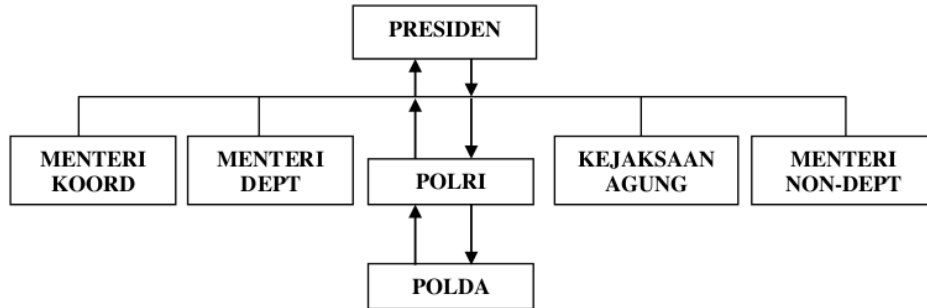 PRESIDEN
MENTERI
KOORD
MENTERI
DEPT
POLRI
KEJAKSAAN
AGUNG
MENTERI
NON-DEPT
POLDA